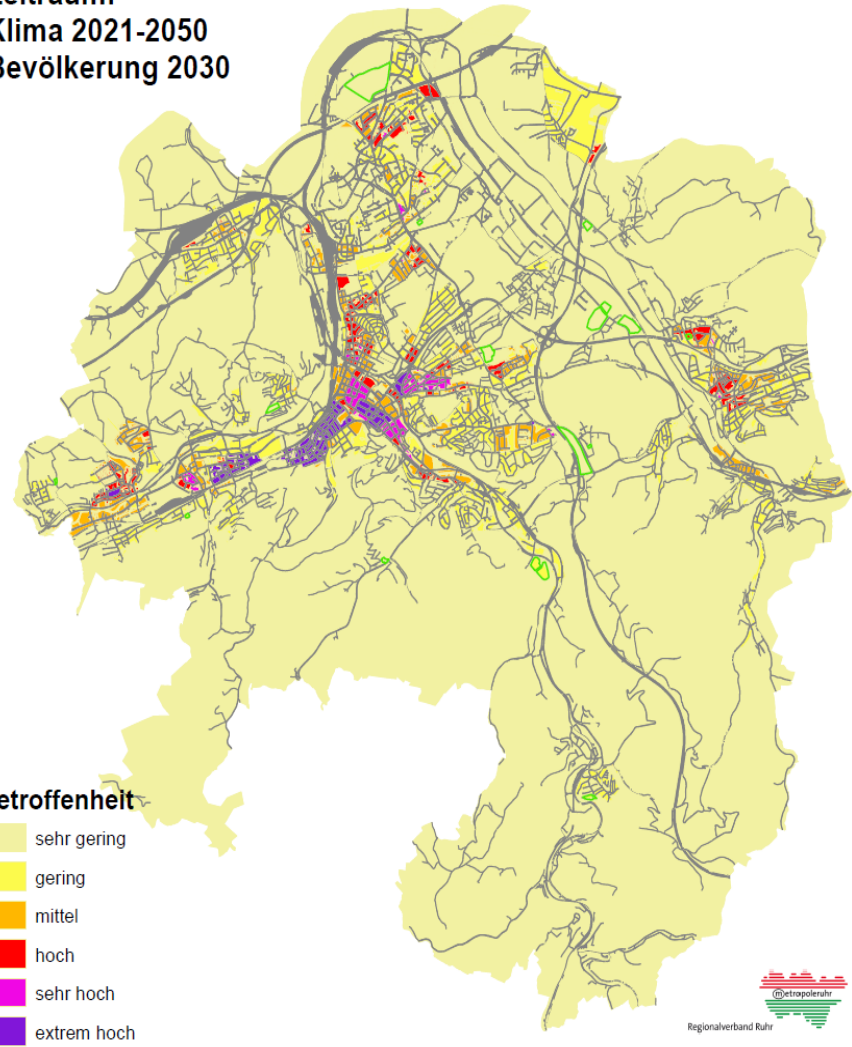 Klima 2021-2050
Bevölkerung 2030
etroffenheit
sehr gering
gering
mittel
hoch
sehr hoch
extrem hoch
metropoleruhr
Regionalverband Ruhr